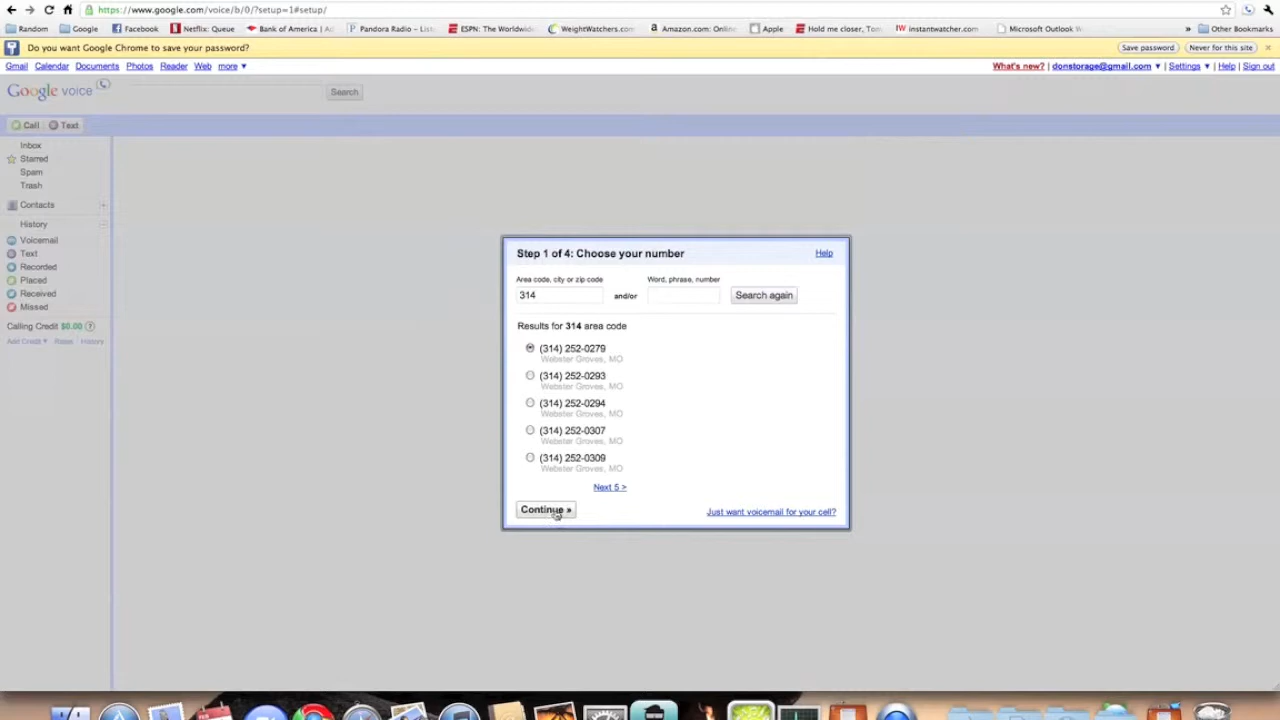 https://www.google.com/voice/b/0/?setup=1#setup/
Random Google Facebook Netflix: Queue Bank of America | A Pandora Radio - Lis ESPN: The Worldwid WeightWatchers.com Amazon.com: Onlin Apple Hold me closer, Ton instantwatcher.com Microsoft Outlook W » Other Bookmarks
Do you want Google Chrome to save your password? Save password Never for this site
Gmail Calendar Documents Photos Reader Web more ▼ What's new? | donstorage@gmail.com ▼ | Settings ▼ | Help | Sign out
Google voice Search
Call Text
Inbox
Starred
Spam
Trash
Contacts
History
Voicemail
Text
Recorded
Placed
Received
Missed
Calling Credit $0.00 ?
Add Credit ▼ Rates History
Step 1 of 4: Choose your number Help
Area code, city or zip code Word, phrase, number
314 and/or Search again
Results for 314 area code
(314) 252-0279
Webster Groves, MO
(314) 252-0293
Webster Groves, MO
(314) 252-0294
Webster Groves, MO
(314) 252-0307
Webster Groves, MO
(314) 252-0309
Webster Groves, MO
Next 5 >
Continue » Just want voicemail for your cell?